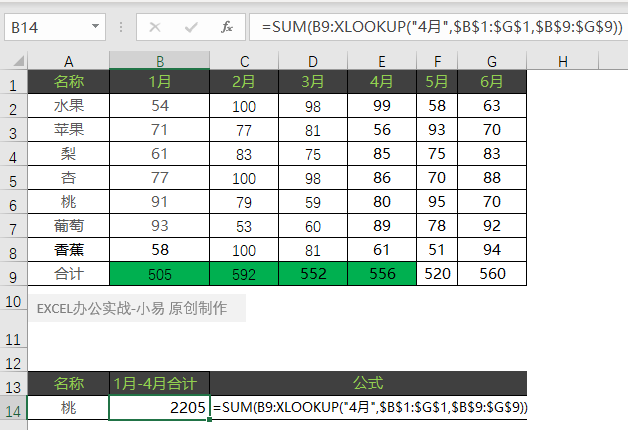 B14 =SUM(B9:XLOOKUP("4月",$B$1:$G$1,$B$9:$G$9))
A B C D E F G H
1 名称 1月 2月 3月 4月 5月 6月
2 水果 54 100 98 99 58 63
3 苹果 71 77 81 56 93 70
4 梨 61 83 75 85 75 83
5 杏 77 100 98 86 70 88
6 桃 91 79 59 80 95 70
7 葡萄 93 53 60 89 78 92
8 香蕉 58 100 81 61 51 94
9 合计 505 592 552 556 520 560
10 EXCEL办公实战-小易 原创制作
11
12
13 名称 1月-4月合计 公式
14 桃 2205 =SUM(B9:XLOOKUP("4月",$B$1:$G$1,$B$9:$G$9))